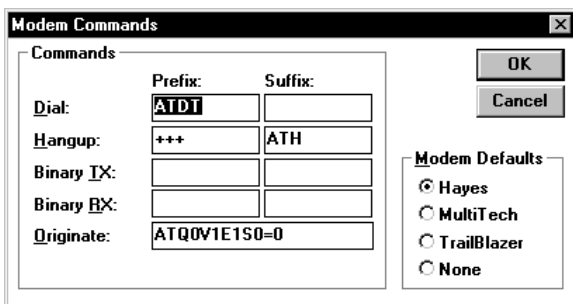 Modem Commands
Commands
Prefix: Suffix:
Dial: ATDT
Hangup: +++ ATH
Binary TX:
Binary RX:
Originate: ATQ0V1E1S0=0
OK
Cancel
Modem Defaults
Hayes
MultiTech
TrailBlazer
None